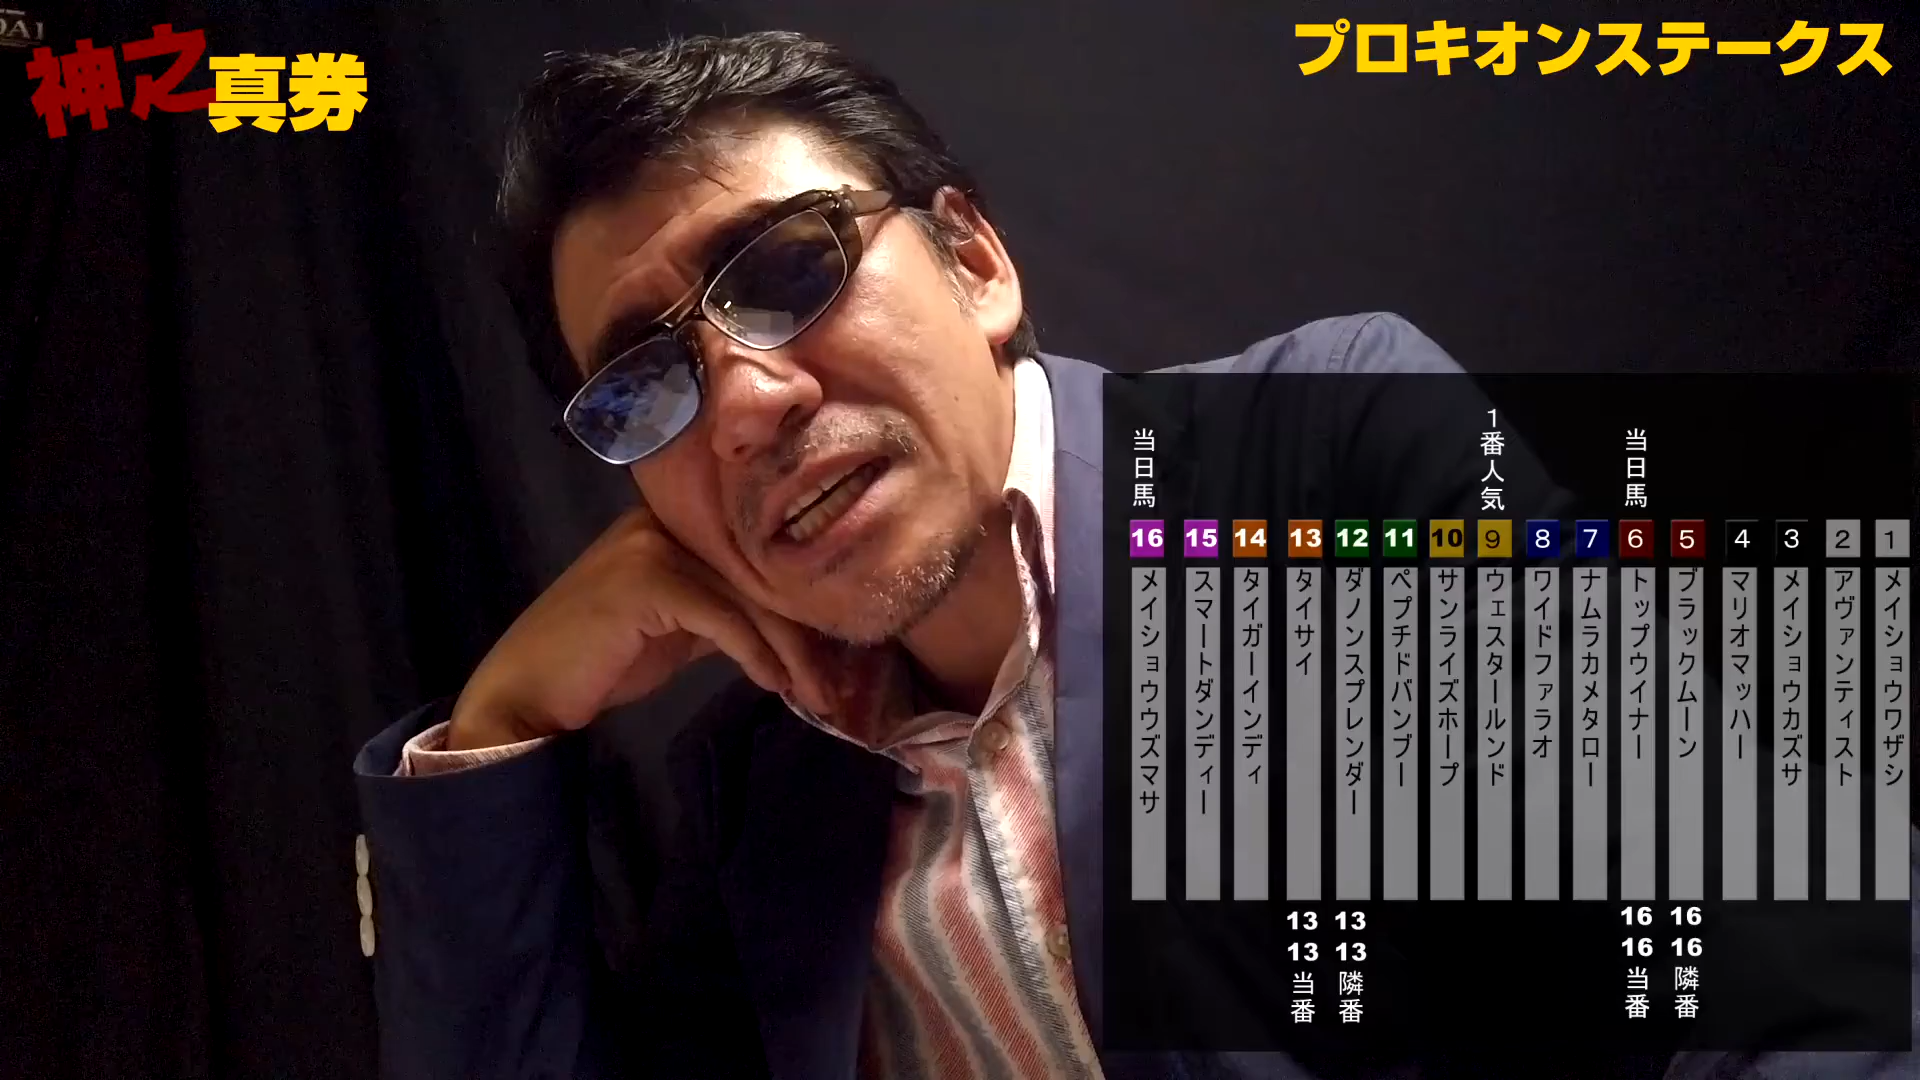 DAI
神之真券
プロキオンステークス
当日馬
1番人気
当日馬
16 15 14 13 12 11 10 9 8 7 6 5 4 3 2 1
メイショウウズマサ
スマートダンディー
タイガーインディ
タイサイ
ダノンスプレンダー
ペプチドバンブー
サンライズホープ
ウェスタールンド
ワイドファラオ
ナムラカメタロー
トップウイナー
ブラックムーン
マリオマッハー
メイショウカズサ
アヴァンティスト
メイショウワザシ
13 13 16 16
13 13 16 16
当番
隣番
当番
隣番